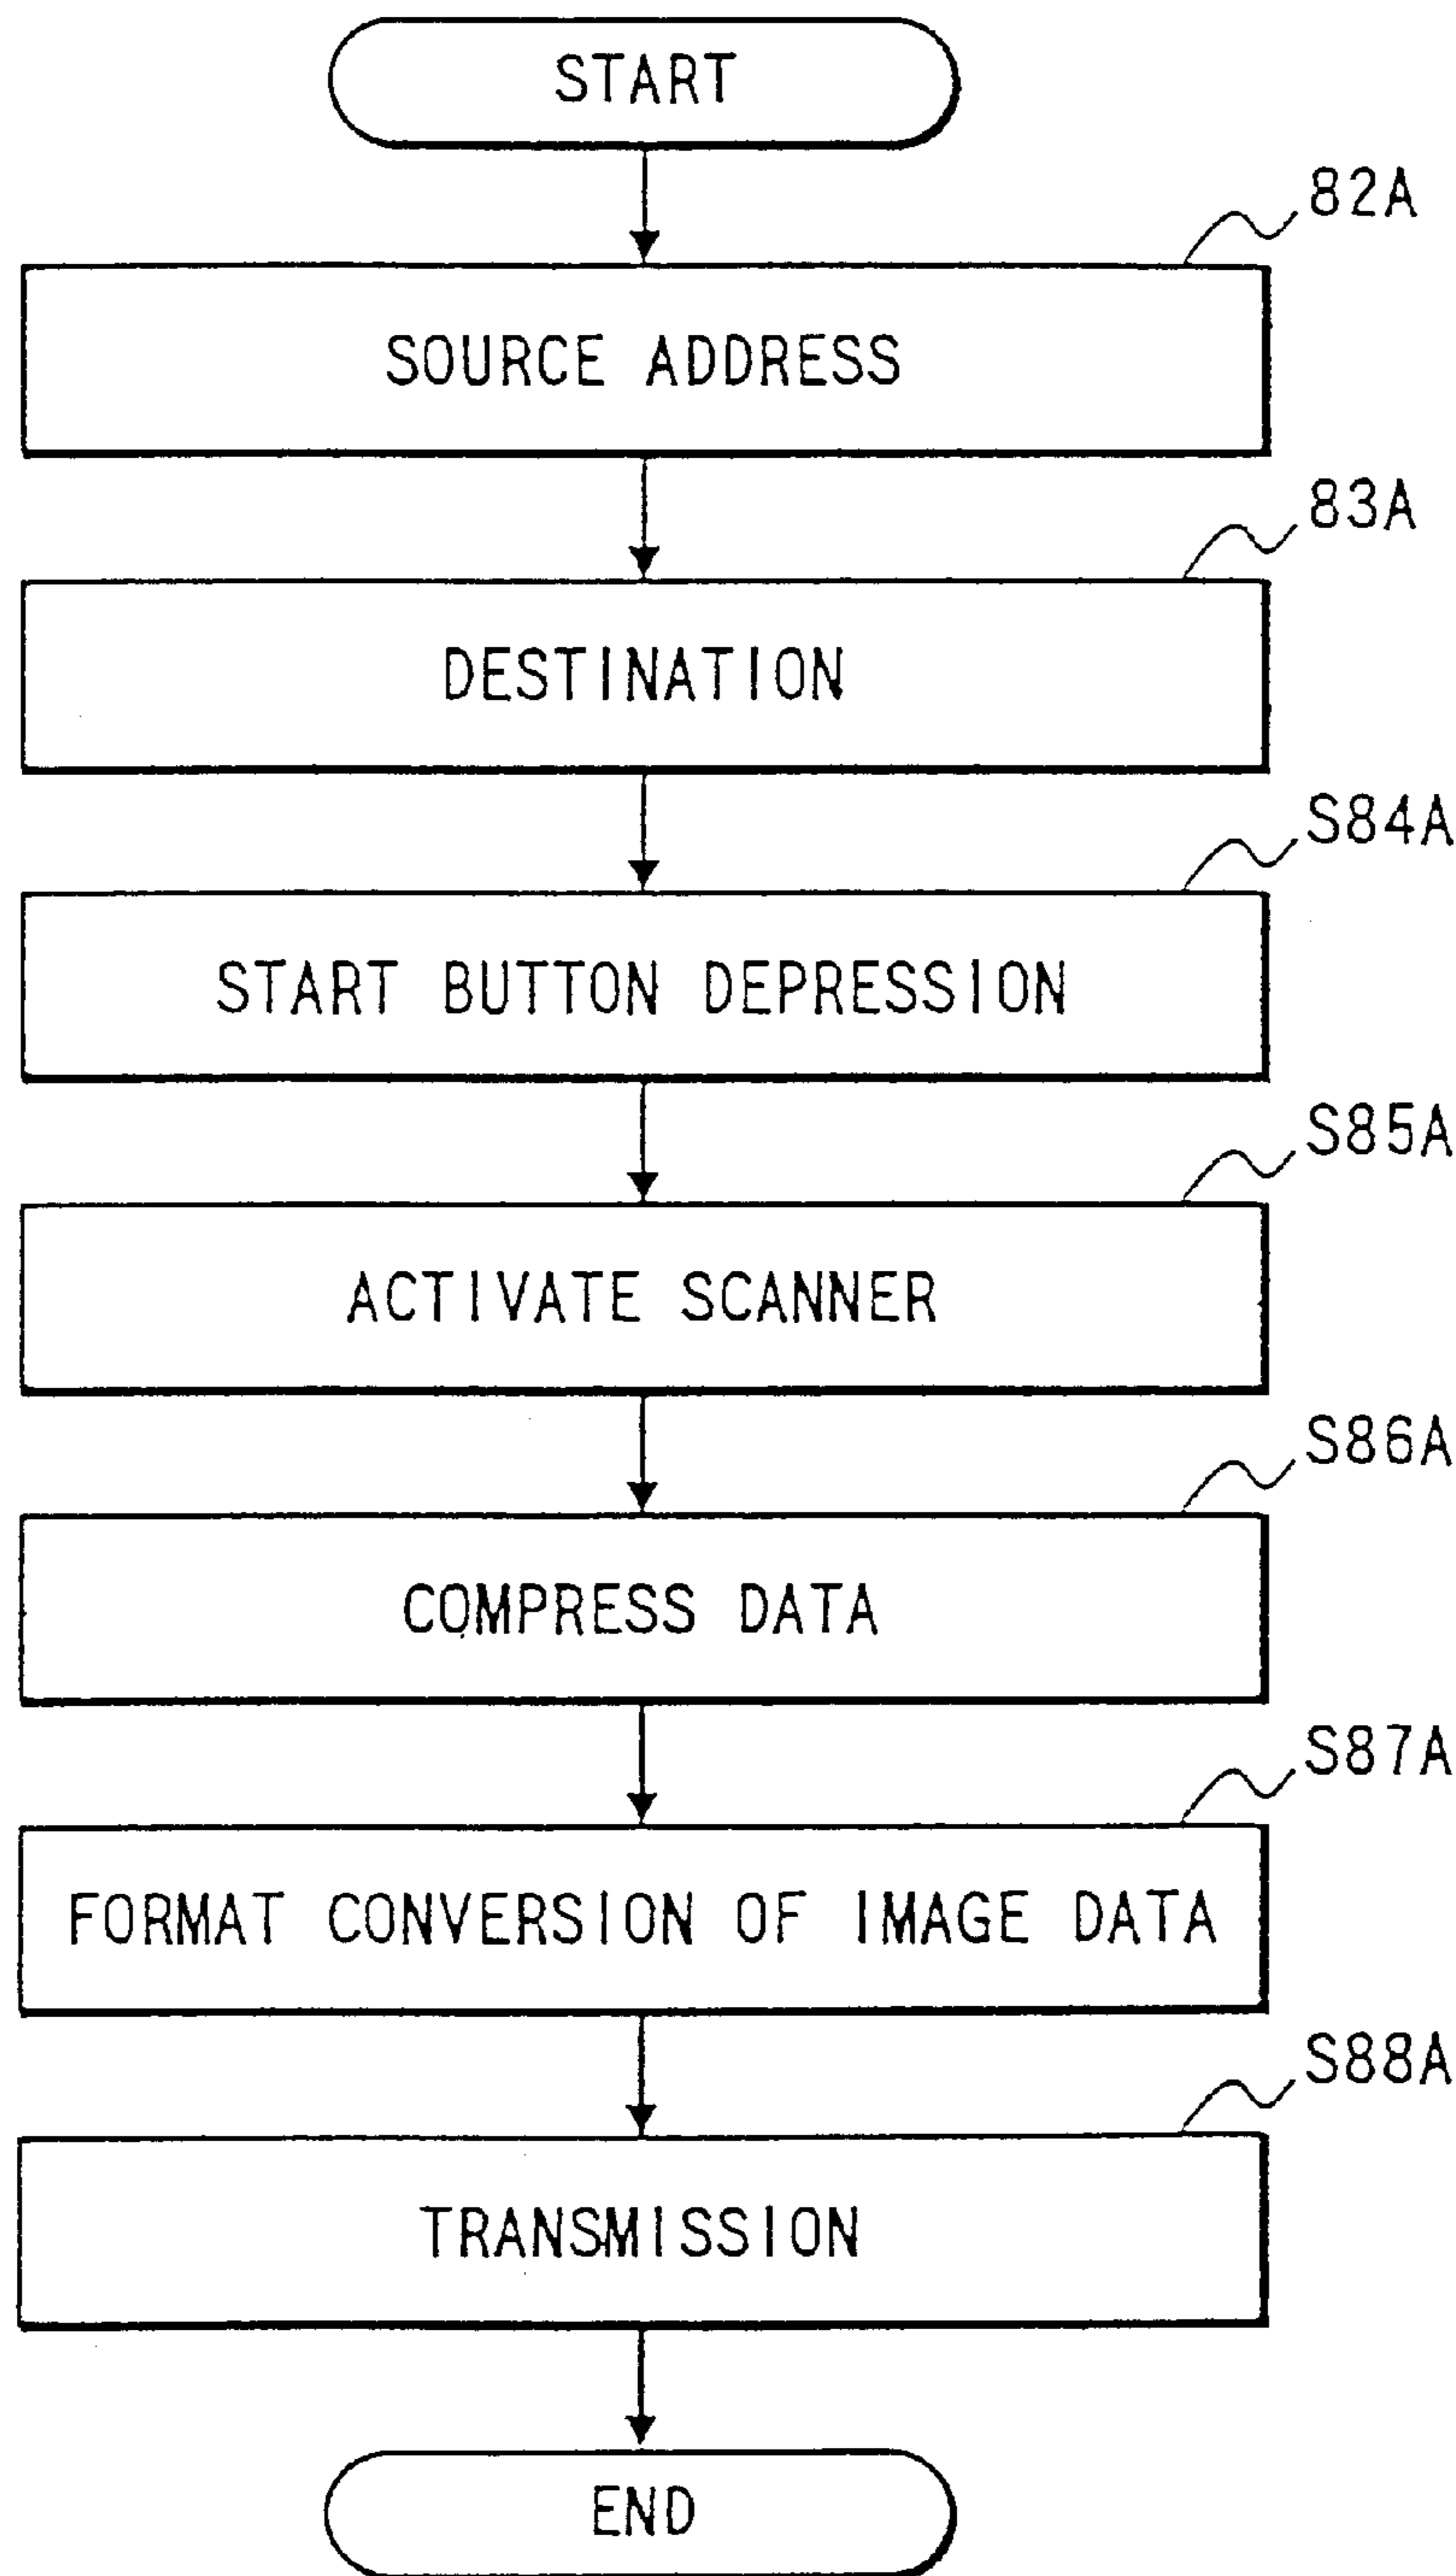 START
82A
SOURCE ADDRESS
83A
DESTINATION
S84A
START BUTTON DEPRESSION
S85A
ACTIVATE SCANNER
S86A
COMPRESS DATA
S87A
FORMAT CONVERSION OF IMAGE DATA
S88A
TRANSMISSION
END